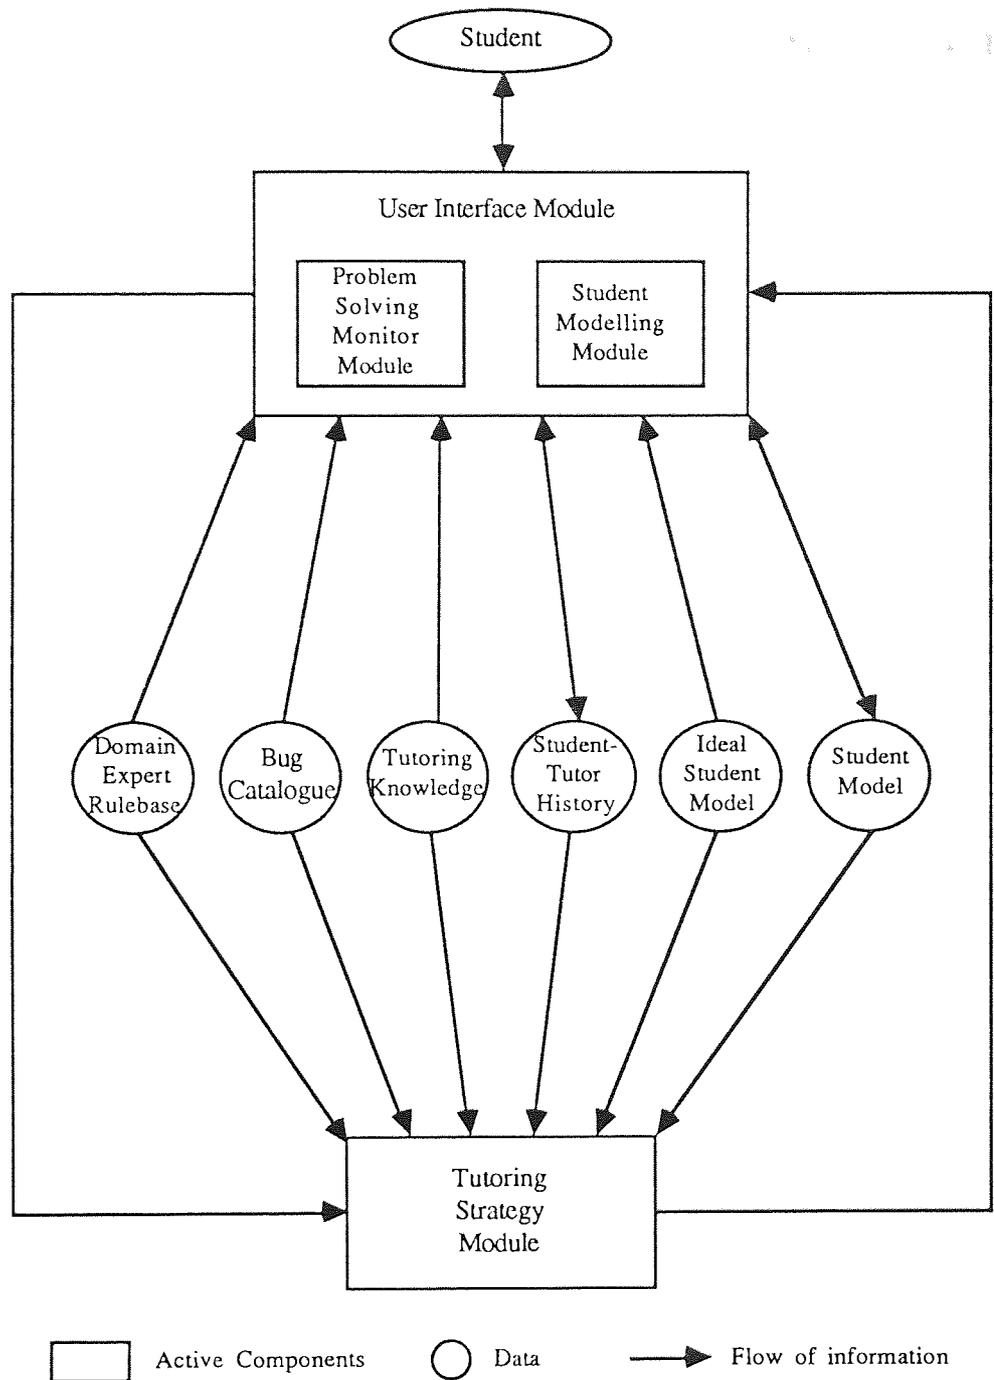 Student
User Interface Module
Problem
Solving
Monitor
Module
Student
Modelling
Module
Domain
Expert
Rulebase
Bug
Catalogue
Tutoring
Knowledge
Student-
Tutor
History
Ideal
Student
Model
Student
Model
Tutoring
Strategy
Module
Active Components
Data
Flow of information